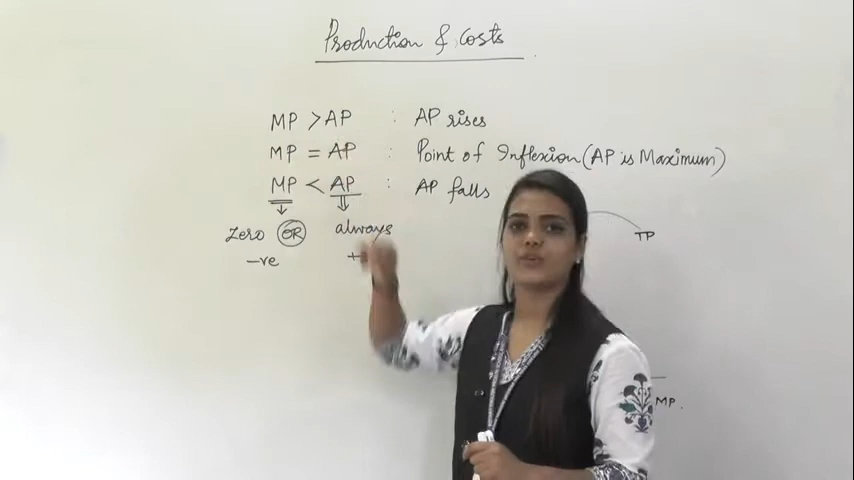 Production & Costs
MP > AP : AP rises
MP = AP : Point of Inflexion (AP is Maximum)
MP < AP : AP falls
Zero OR always
-ve +
TP
MP.